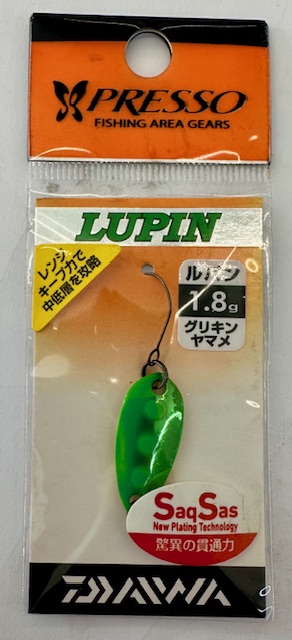 PRESSO
FISHING AREA GEARS
LUPIN
レンジ
キープ力で
中低層を攻略
ルパン
1.8g
グリキン
ヤマメ
SaqSas
New Plating Technology
驚異の貫通力
DAIWA